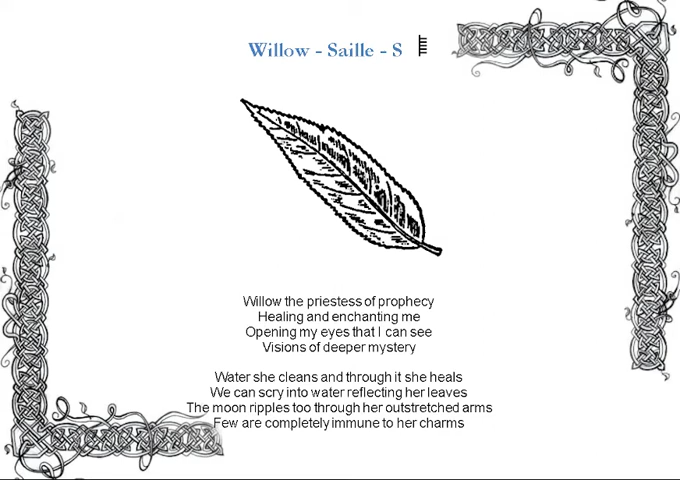 Willow - Saille - S
Willow the priestess of prophecy
Healing and enchanting me
Opening my eyes that I can see
Visions of deeper mystery
Water she cleans and through it she heals
We can scry into water reflecting her leaves
The moon ripples too through her outstretched arms
Few are completely immune to her charms